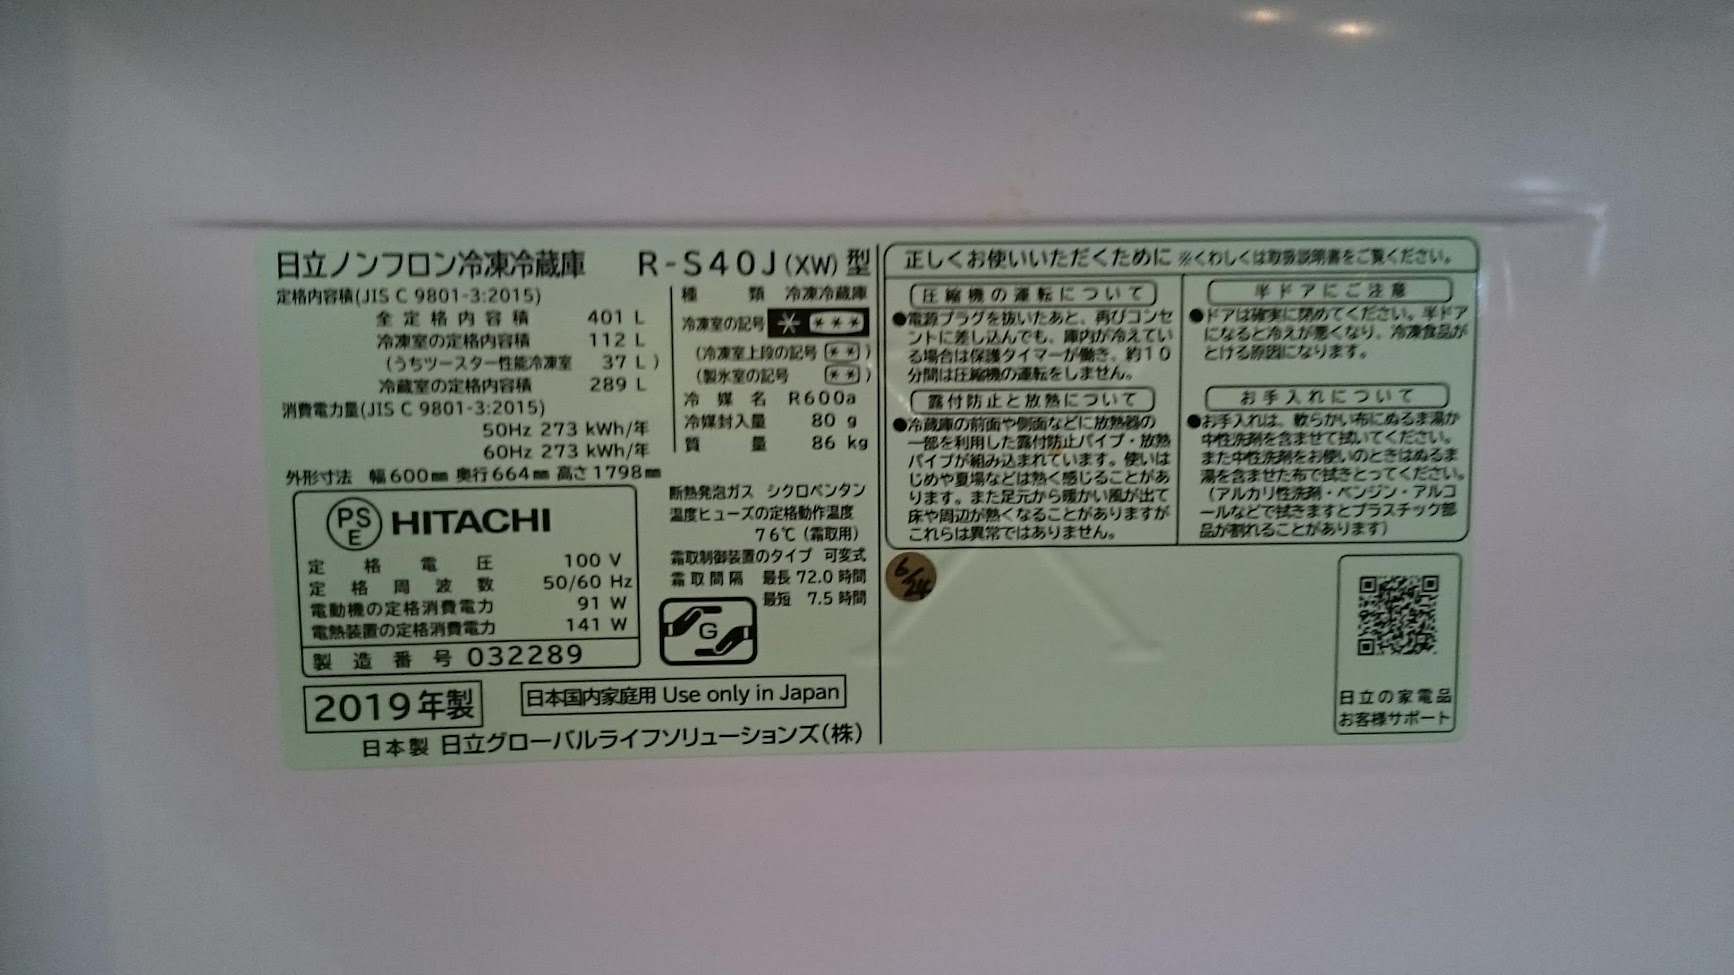 日立ノンフロン冷凍冷蔵庫 R-S40J(XW)型
定格内容積(JIS C 9801-3:2015)
全定格内容積 401 L
冷凍室の定格内容積 112 L
(うちツースター性能冷凍室 37 L)
冷蔵室の定格内容積 289 L
消費電力量(JIS C 9801-3:2015)
50Hz 273 kWh/年
60Hz 273 kWh/年
外形寸法 幅600mm 奥行664mm 高さ1798mm
種類 冷凍冷蔵庫
冷凍室の記号 * ***
(冷凍室上段の記号 **)
(製氷室の記号 **)
冷媒名 R600a
冷媒封入量 80 g
質量 86 kg
PS
E
HITACHI
定格電圧 100 V
定格周波数 50/60 Hz
電動機の定格消費電力 91 W
電熱装置の定格消費電力 141 W
製造番号 032289
断熱発泡ガス シクロペンタン
温度ヒューズの定格動作温度
76℃(霜取用)
霜取制御装置のタイプ 可変式
霜取間隔 最長 72.0 時間
最短 7.5 時間
G
2019年製
日本国内家庭用 Use only in Japan
日本製 日立グローバルライフソリューションズ(株)
正しくお使いいただくために ※くわしくは取扱説明書をご覧ください。
圧縮機の運転について
●電源プラグを抜いたあと、再びコンセ
ントに差し込んでも、庫内が冷えてい
る場合は保護タイマーが働き、約10
分間は圧縮機の運転をしません。
露付防止と放熱について
●冷蔵庫の前面や側面などに放熱器の
一部を利用した露付防止パイプ・放熱
パイプが組み込まれています。使いは
じめや夏場などは熱く感じることがあ
ります。また足元から暖かい風が出て
床や周辺が熱くなることがありますが
これらは異常ではありません。
半ドアにご注意
●ドアは確実に閉めてください。半ドア
になると冷えが悪くなり、冷凍食品が
とける原因になります。
お手入れについて
●お手入れは、軟らかい布にぬるま湯か
中性洗剤を含ませて拭いてください。
また中性洗剤をお使いのときはぬるま
湯を含ませた布で拭きとってください。
(アルカリ性洗剤・ベンジン・アルコ
ールなどで拭きますとプラスチック部
品が割れることがあります)
6/24
日立の家電品
お客様サポート